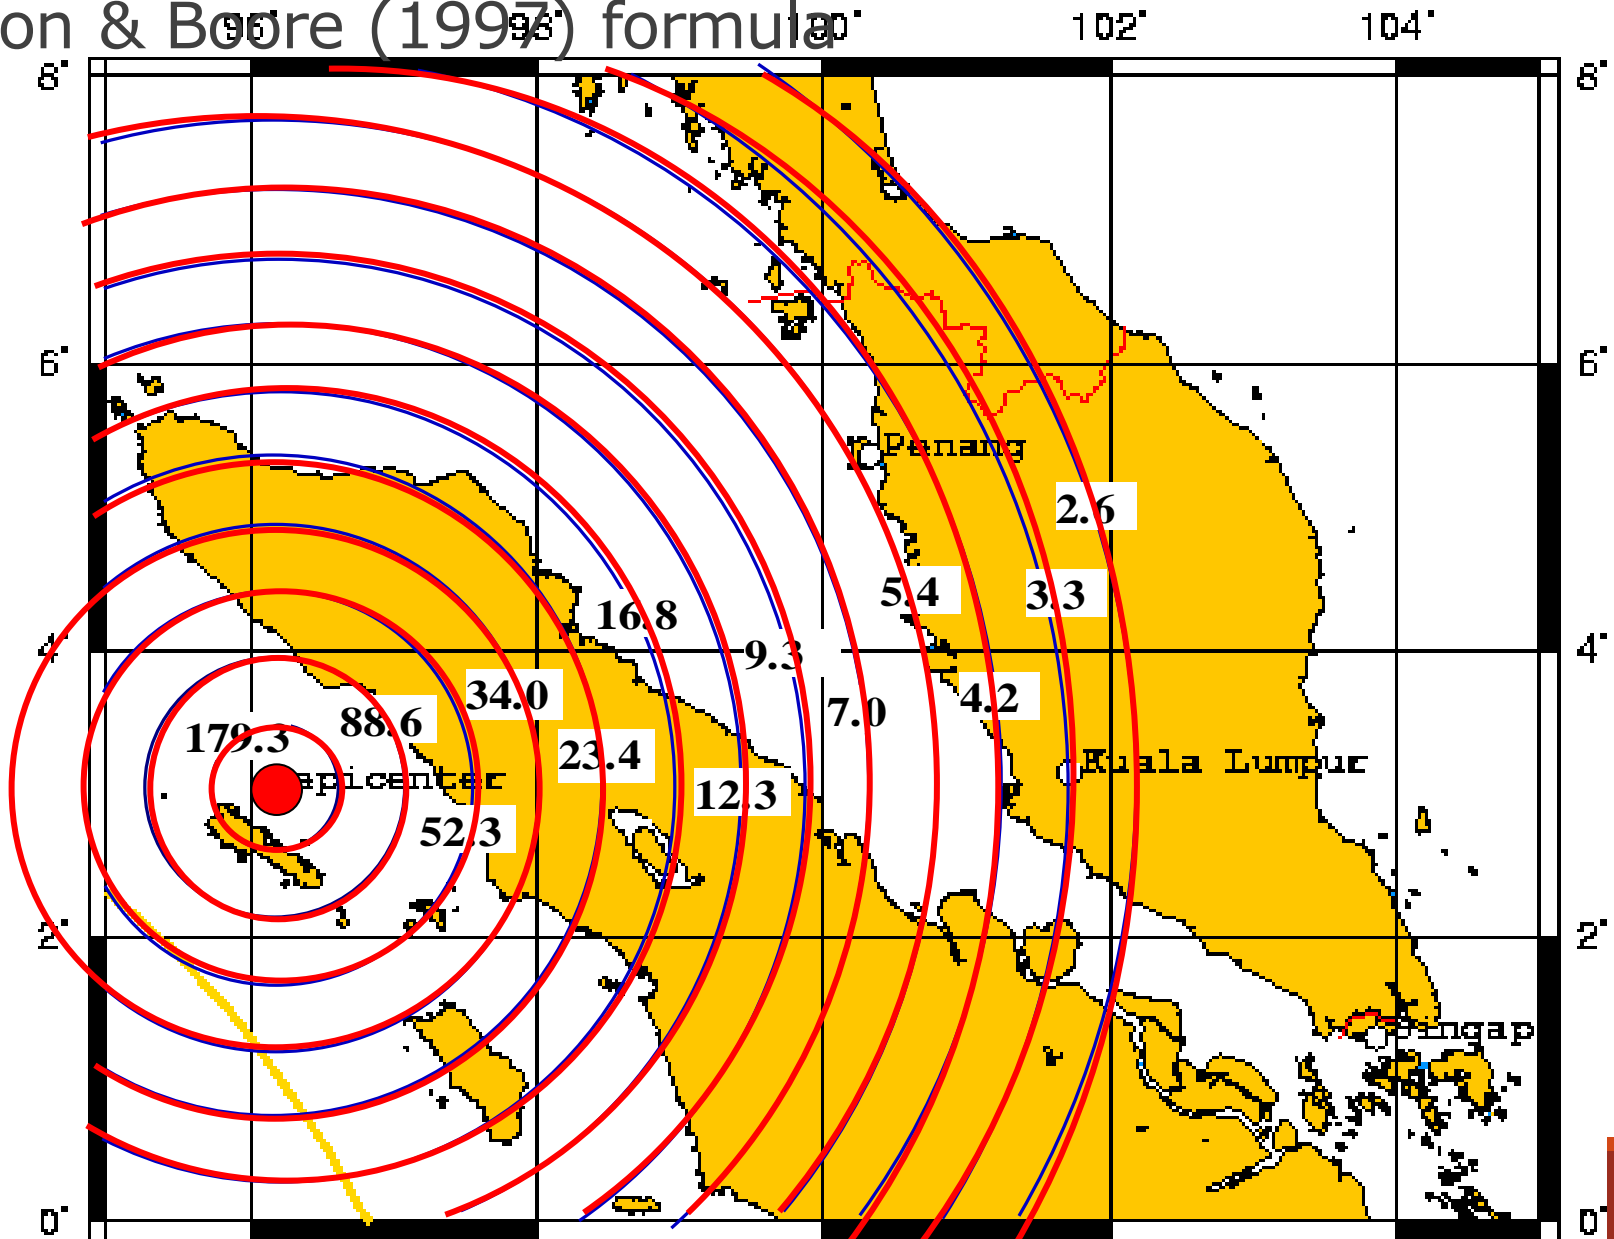 on & Boore (1997) formula
96° 98° 100° 102° 104°
8° 8°
6° 6°
Penang
2.6
5.4 3.3
16.8
4° 9.3 4°
34.0 4.2
88.6 7.0
179.3 23.4
Kuala Lumpur
epicenter
12.3
52.3
2° 2°
Singap
0° 0°